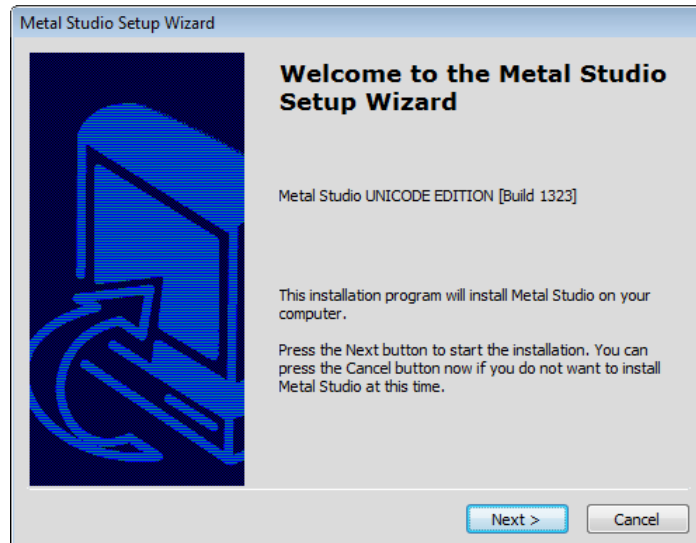 Metal Studio Setup Wizard
Welcome to the Metal Studio
Setup Wizard
Metal Studio UNICODE EDITION [Build 1323]
This installation program will install Metal Studio on your
computer.
Press the Next button to start the installation. You can
press the Cancel button now if you do not want to install
Metal Studio at this time.
Next >
Cancel